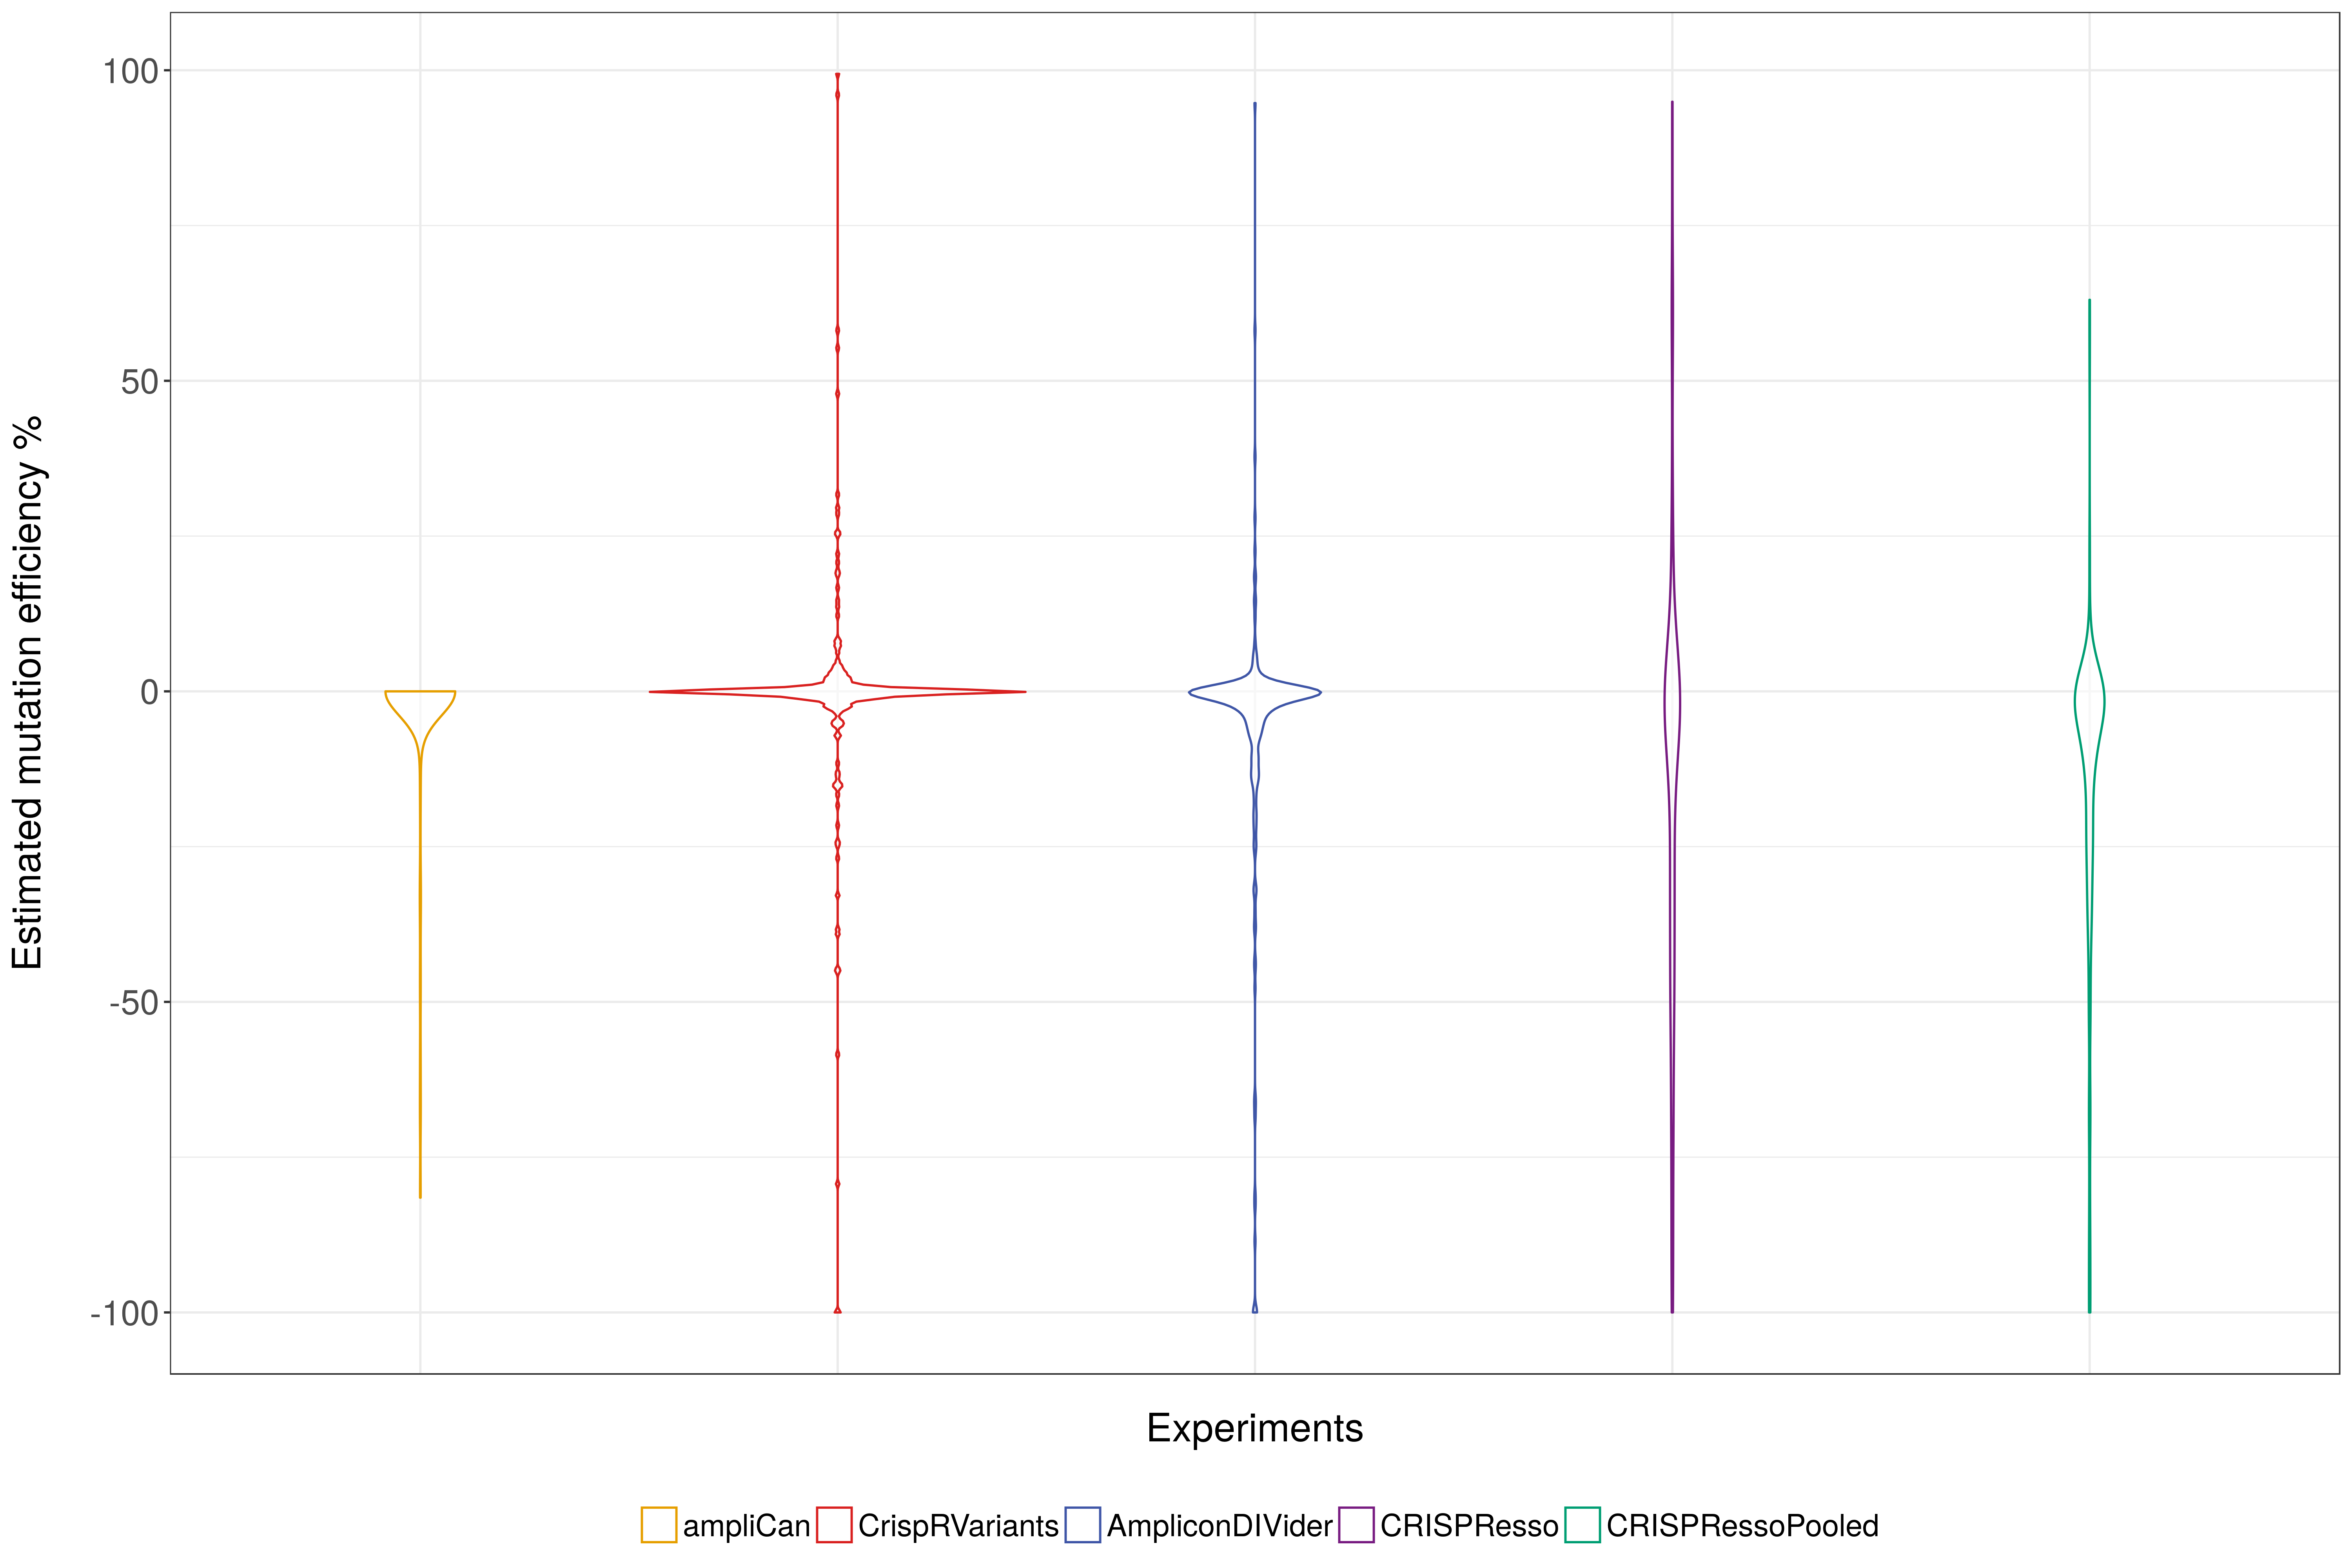 Estimated mutation efficiency %
100
50
0
-50
-100
Experiments
ampliCan CrispRVariants AmpliconDIVider CRISPResso CRISPRessoPooled